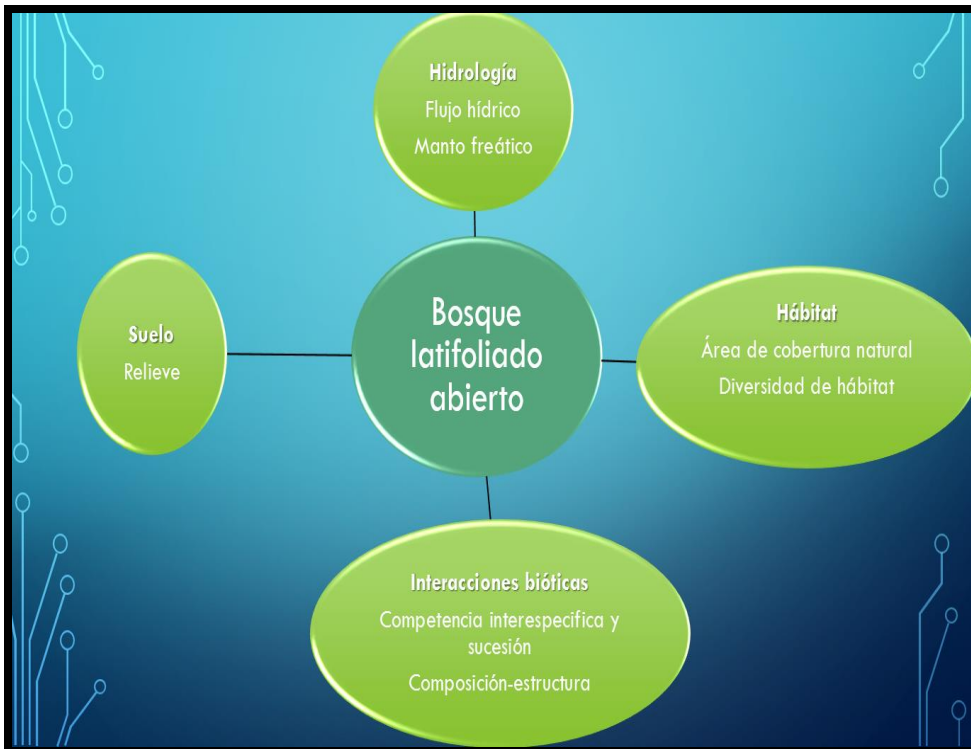 Hidrología
Flujo hídrico
Manto freático
Suelo
Relieve
Bosque
latifoliado
abierto
Hábitat
Área de cobertura natural
Diversidad de hábitat
Interacciones bióticas
Competencia interespecifica y
sucesión
Composición-estructura